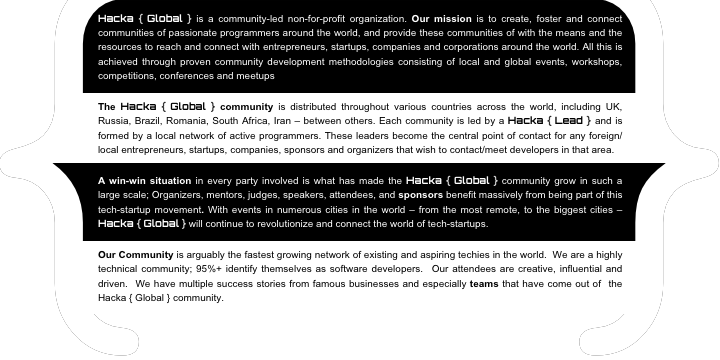 Hacka { Global } is a community-led non-for-profit organization. Our mission is to create, foster and connect
communities of passionate programmers around the world, and provide these communities of with the means and the
resources to reach and connect with entrepreneurs, startups, companies and corporations around the world. All this is
achieved through proven community development methodologies consisting of local and global events, workshops,
competitions, conferences and meetups
The Hacka { Global } community is distributed throughout various countries across the world, including UK,
Russia, Brazil, Romania, South Africa, Iran – between others. Each community is led by a Hacka { Lead } and is
formed by a local network of active programmers. These leaders become the central point of contact for any foreign/
local entrepreneurs, startups, companies, sponsors and organizers that wish to contact/meet developers in that area.
A win-win situation in every party involved is what has made the Hacka { Global } community grow in such a
large scale; Organizers, mentors, judges, speakers, attendees, and sponsors benefit massively from being part of this
tech-startup movement. With events in numerous cities in the world – from the most remote, to the biggest cities –
Hacka { Global } will continue to revolutionize and connect the world of tech-startups.
Our Community is arguably the fastest growing network of existing and aspiring techies in the world. We are a highly
technical community; 95%+ identify themselves as software developers. Our attendees are creative, influential and
driven. We have multiple success stories from famous businesses and especially teams that have come out of the
Hacka { Global } community.